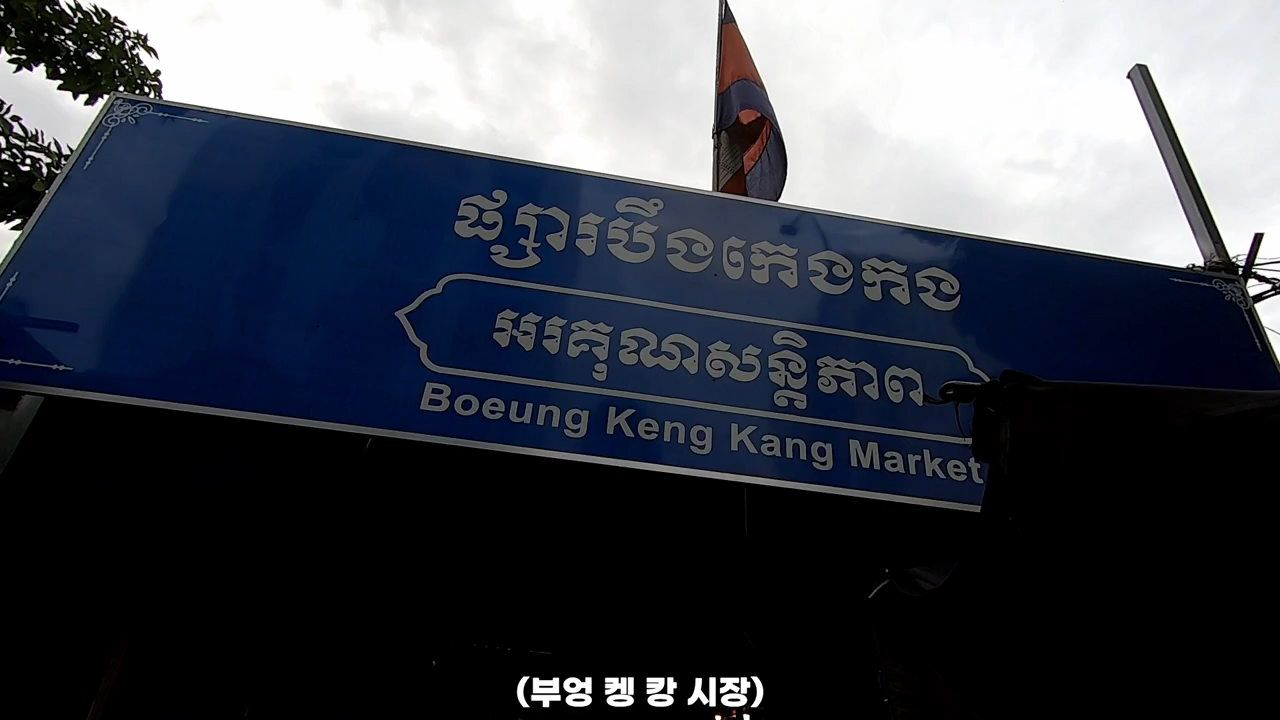 ផ្សារបឹងកេងកង
អរគុណសន្តិភាព
Boeung Keng Kang Market
(부엉 켕 캉 시장)